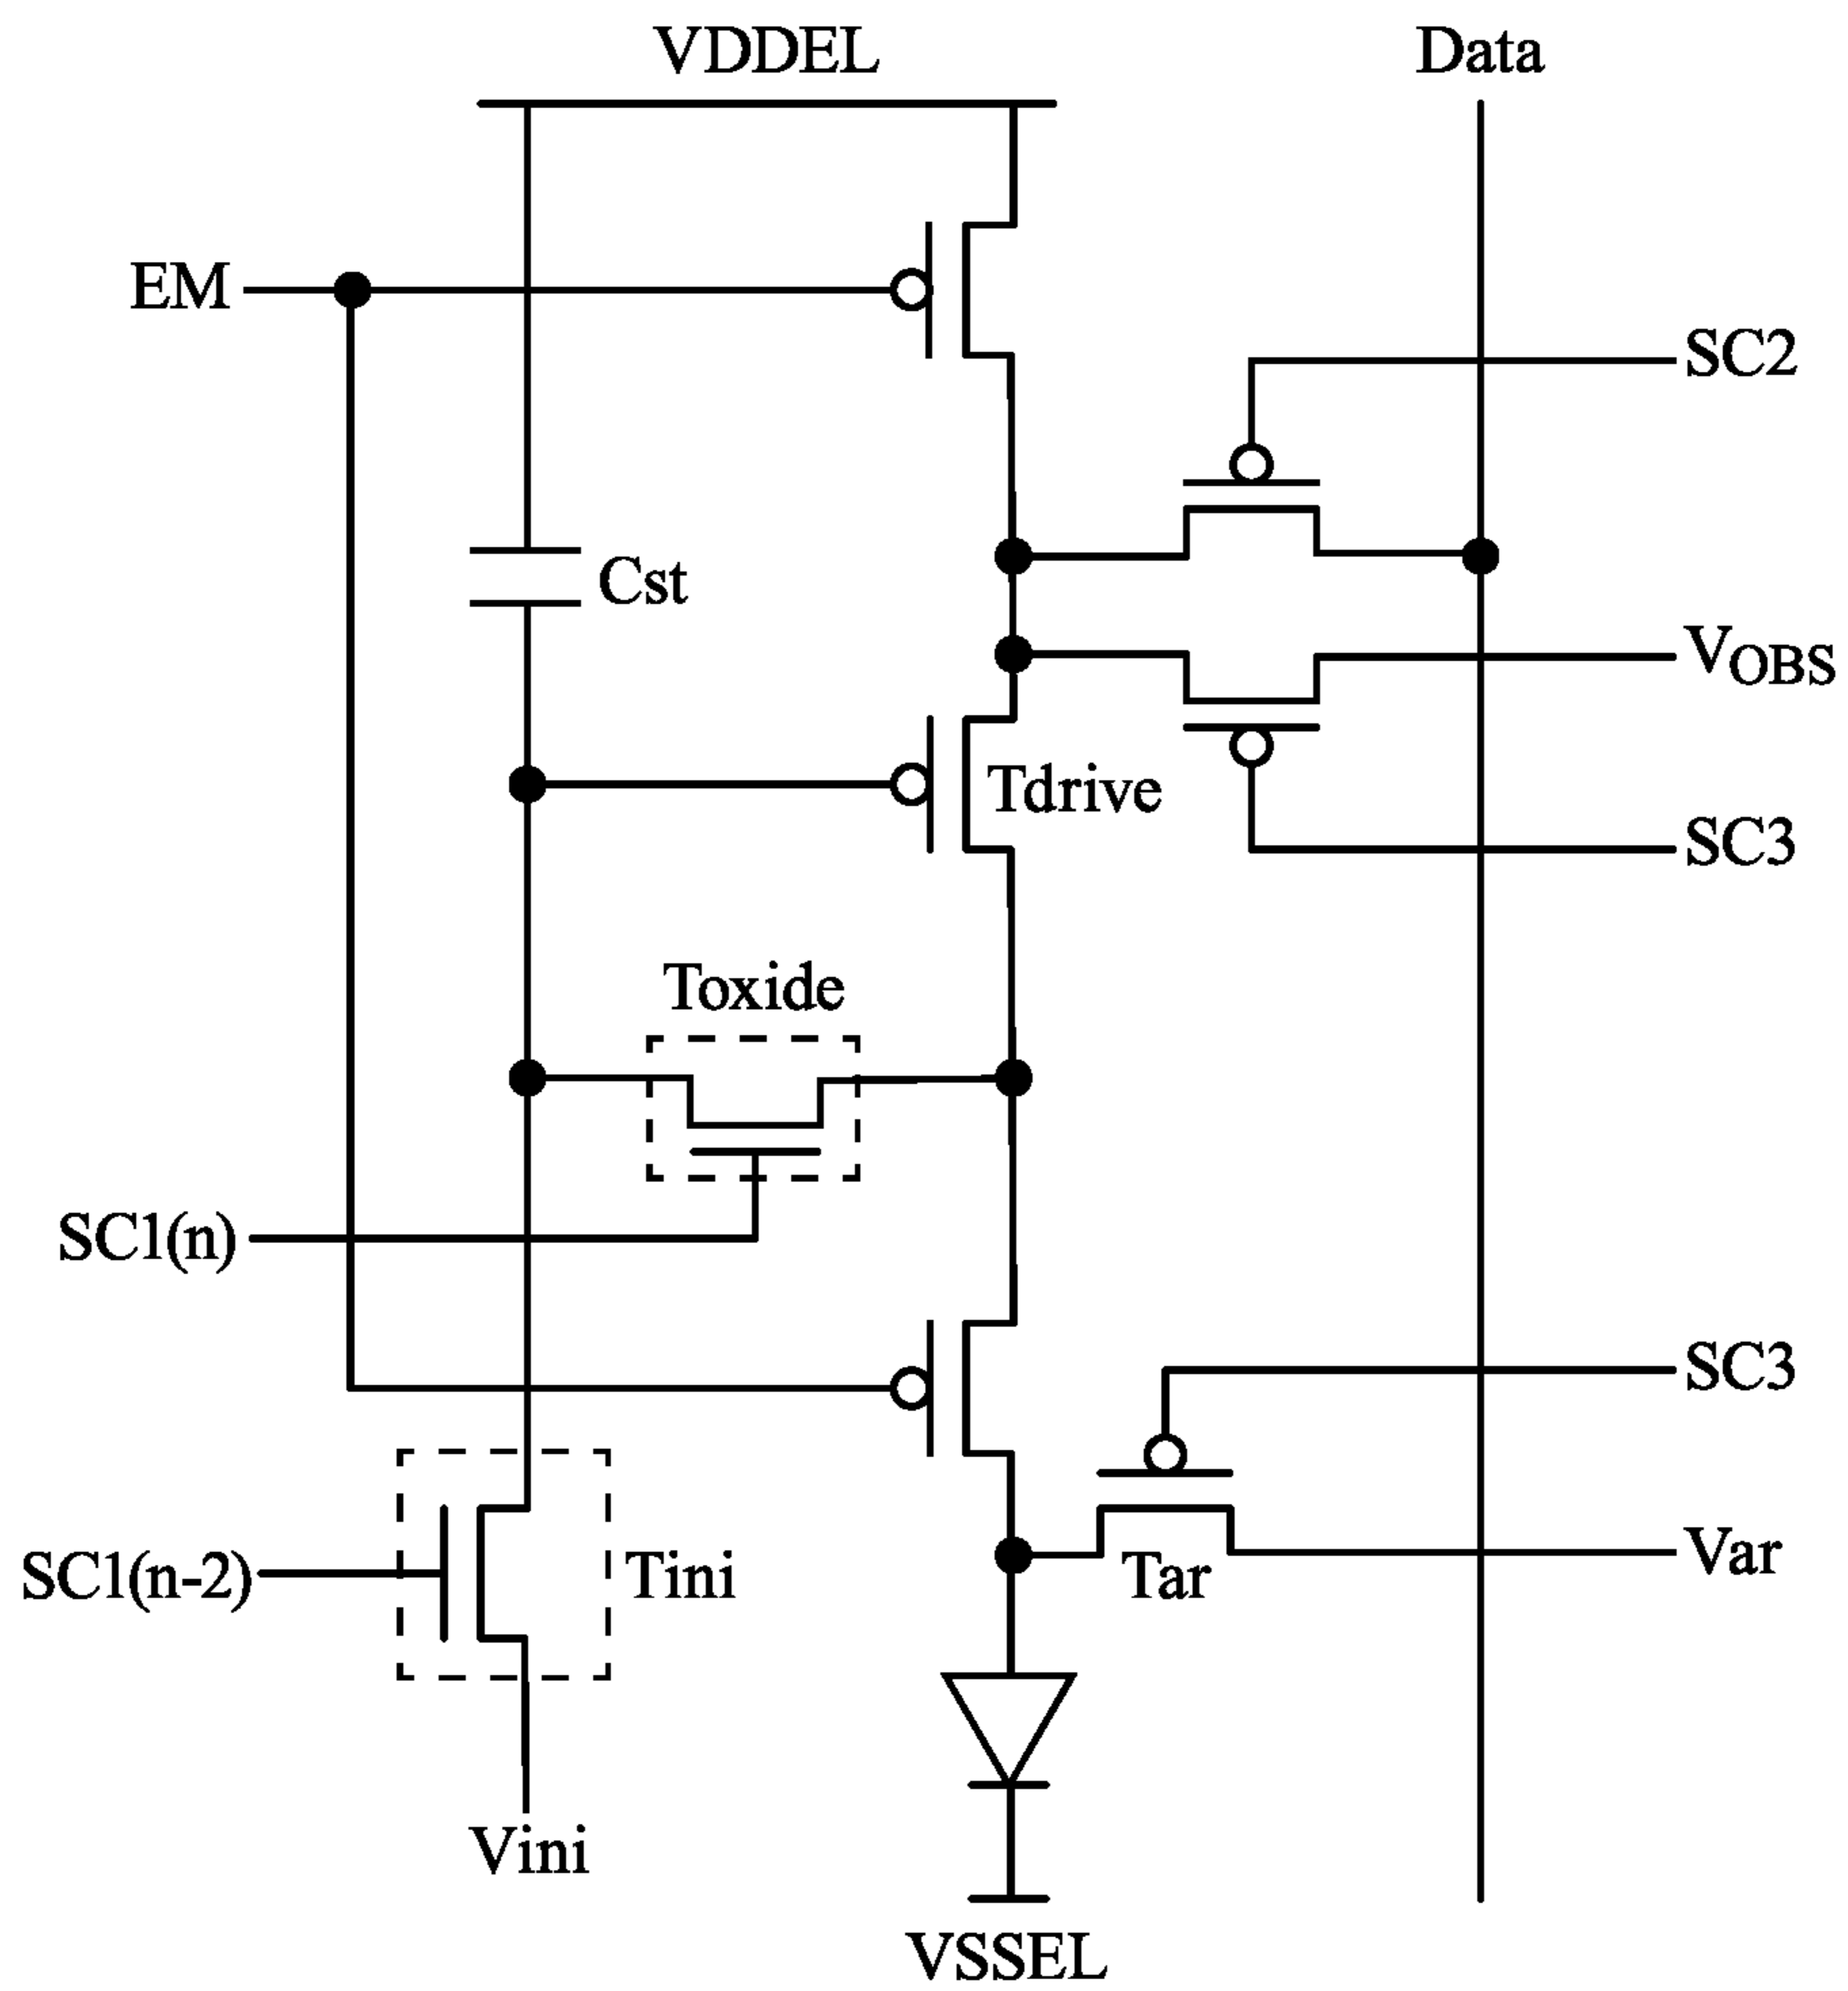 VDDEL
Data
EM
SC2
Cst
VOBS
Tdrive
SC3
Toxide
SC1(n)
SC3
SC1(n-2)
Tini
Tar
Var
Vini
VSSEL